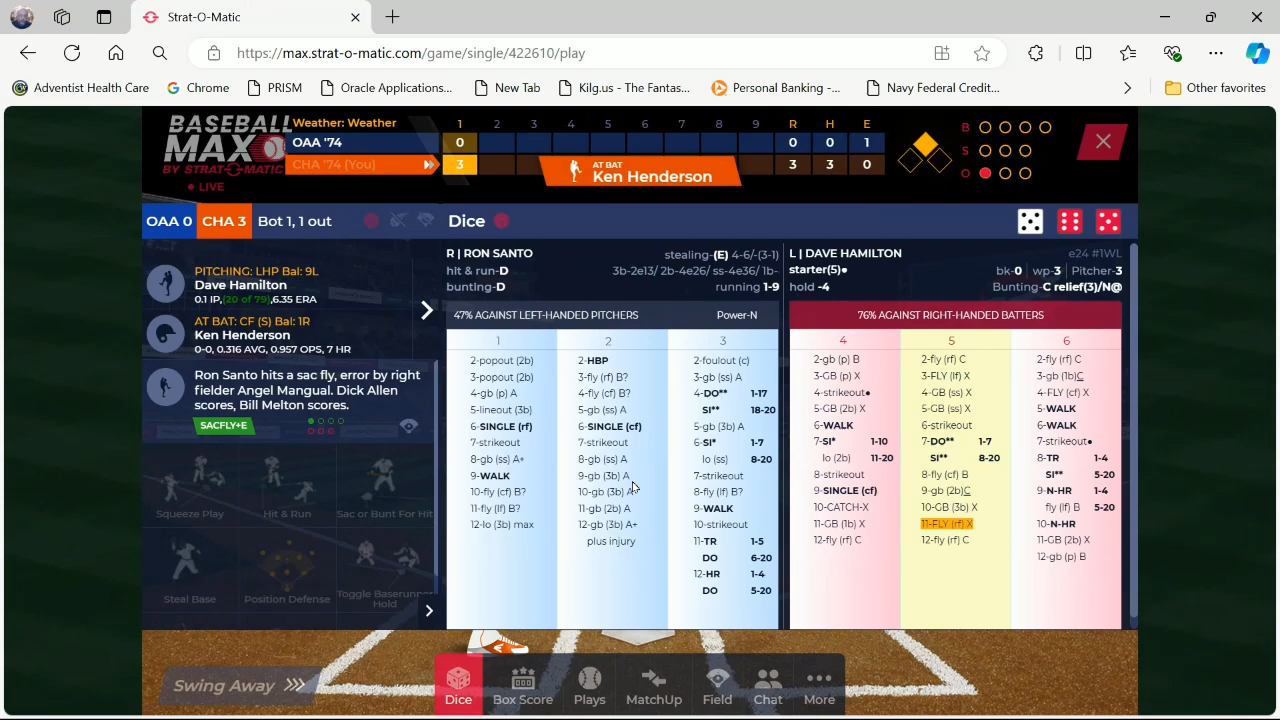 Strat-O-Matic
https://max.strat-o-matic.com/game/single/422610/play
Adventist Health Care
Chrome
PRISM
Oracle Applications...
New Tab
Kilg.us - The Fantas...
Personal Banking -...
Navy Federal Credit...
Other favorites
BASEBALL
MAX
BY STRAT-O-MATIC
LIVE
Weather: Weather
1 2 3 4 5 6 7 8 9 R H E
OAA '74 0 0 0 1
CHA '74 (You) 3 3 3 0
AT BAT
Ken Henderson
B
S
O
OAA 0 CHA 3 Bot 1, 1 out
Dice
PITCHING: LHP Bal: 9L
Dave Hamilton
0.1 IP,(20 of 79),6.35 ERA
AT BAT: CF (S) Bal: 1R
Ken Henderson
0-0, 0.316 AVG, 0.957 OPS, 7 HR
Ron Santo hits a sac fly, error by right
fielder Angel Mangual. Dick Allen
scores, Bill Melton scores.
SACFLY+E
Squeeze Play
Hit & Run
Sac or Bunt For Hit
Steal Base
Position Defense
Toggle Baserunner
Hold
R | RON SANTO
stealing-(E) 4-6/-(3-1)
hit & run-D
3b-2e13/ 2b-4e26/ ss-4e36/ 1b-
bunting-D
running 1-9
47% AGAINST LEFT-HANDED PITCHERS
Power-N
1
2-popout (2b)
3-popout (2b)
4-gb (p) A
5-lineout (3b)
6-SINGLE (rf)
7-strikeout
8-gb (ss) A+
9-WALK
10-fly (cf) B?
11-fly (lf) B?
12-lo (3b) max
2
2-HBP
3-fly (rf) B?
4-fly (cf) B?
5-gb (ss) A
6-SINGLE (cf)
7-strikeout
8-gb (ss) A
9-gb (3b) A
10-gb (3b) A
11-gb (2b) A
12-gb (3b) A+
plus injury
3
2-foulout (c)
3-gb (ss) A
4-DO** 1-17
SI** 18-20
5-gb (3b) A
6-SI* 1-7
lo (ss) 8-20
7-strikeout
8-fly (lf) B?
9-WALK
10-strikeout
11-TR 1-5
DO 6-20
12-HR 1-4
DO 5-20
L | DAVE HAMILTON
e24 #1WL
starter(5)●
bk-0 wp-3 Pitcher-3
hold -4
Bunting-C relief(3)/N@
76% AGAINST RIGHT-HANDED BATTERS
4
2-gb (p) B
3-GB (p) X
4-strikeout●
5-GB (2b) X
6-WALK
7-SI* 1-10
lo (2b) 11-20
8-strikeout
9-SINGLE (cf)
10-CATCH-X
11-GB (1b) X
12-fly (rf) C
5
2-fly (rf) C
3-FLY (lf) X
4-GB (ss) X
5-GB (ss) X
6-strikeout
7-DO** 1-7
SI** 8-20
8-fly (cf) B
9-gb (2b)C
10-GB (3b) X
11-FLY (rf) X
12-fly (rf) C
6
2-fly (rf) C
3-gb (1b)C
4-FLY (cf) X
5-WALK
6-WALK
7-strikeout●
8-TR 1-4
SI** 5-20
9-N-HR 1-4
fly (lf) B 5-20
10-N-HR
11-GB (2b) X
12-gb (p) B
Swing Away
Dice
Box Score
Plays
MatchUp
Field
Chat
More